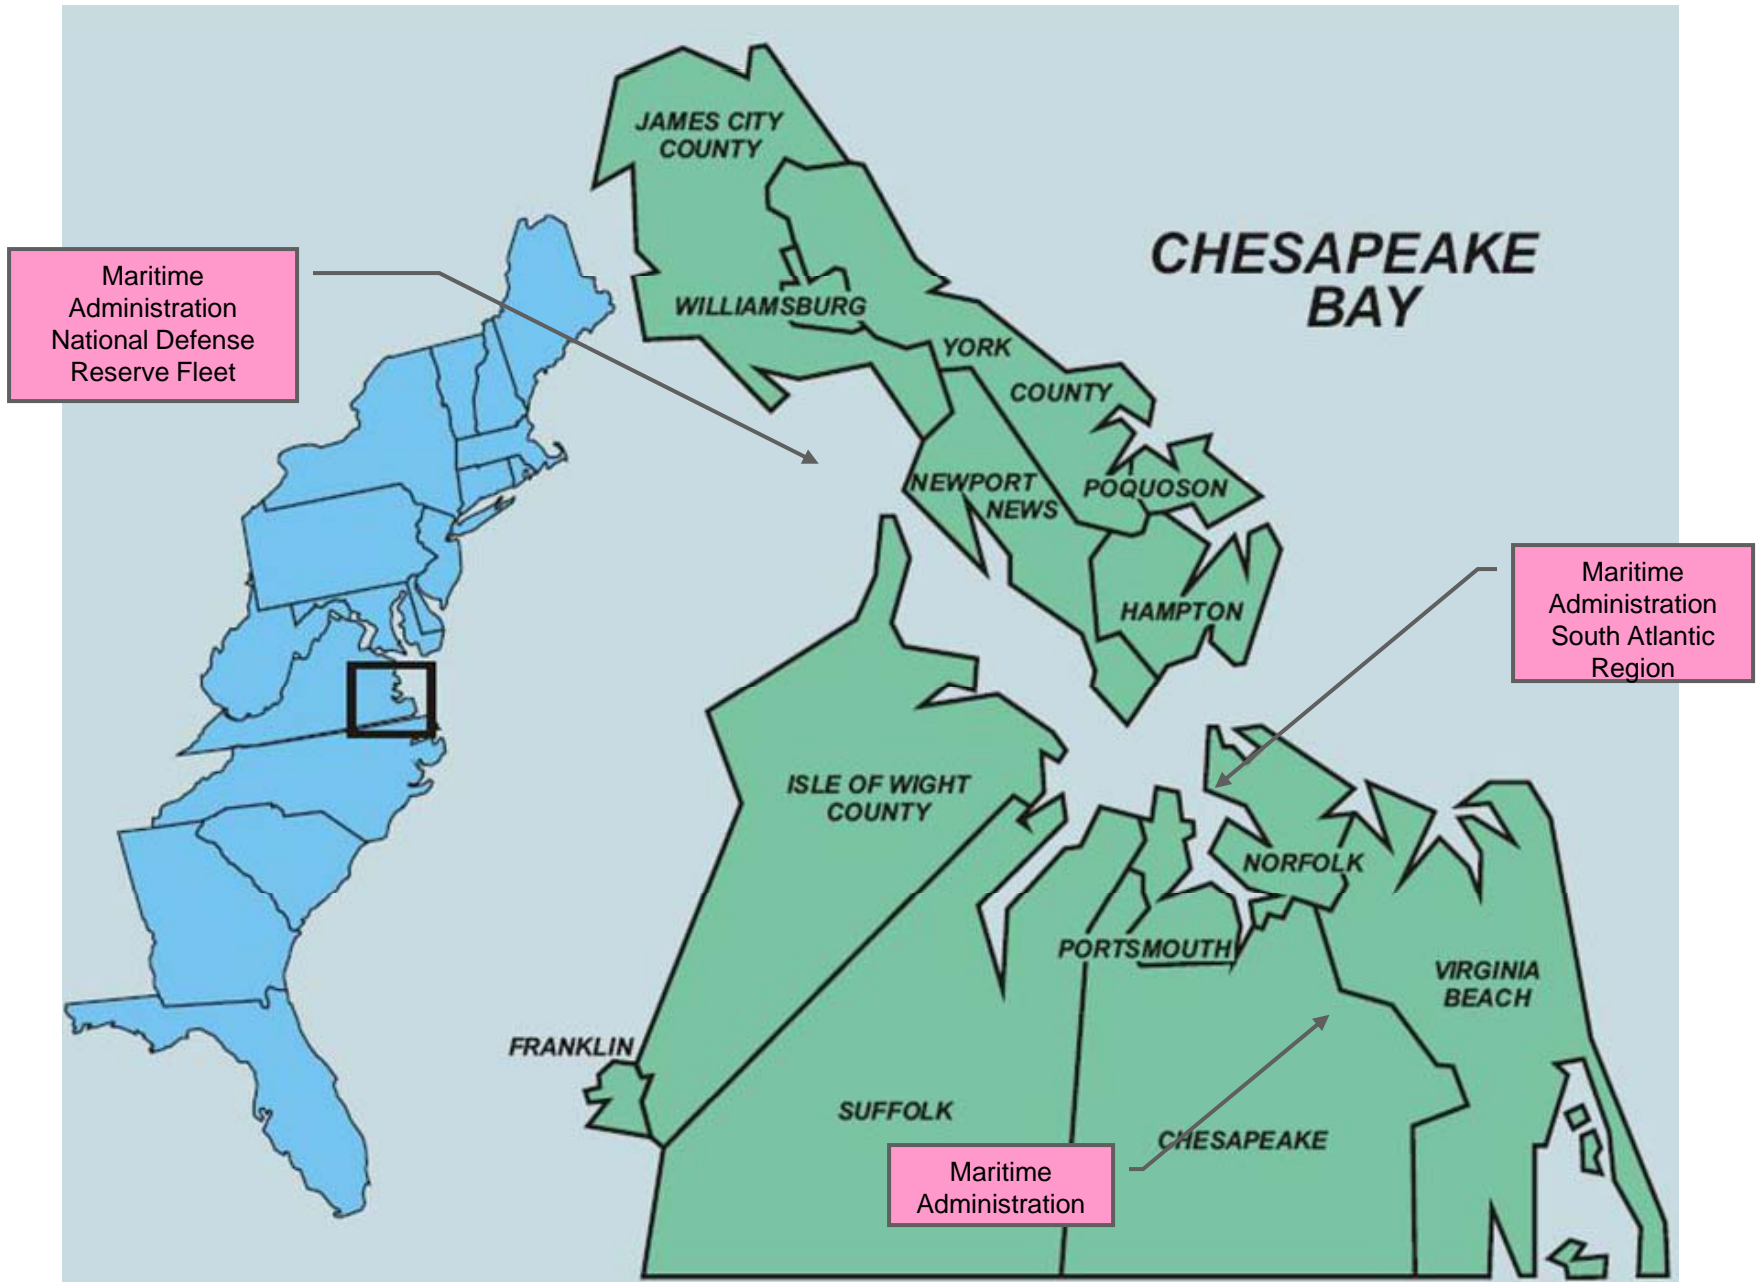 JAMES CITY
COUNTY
CHESAPEAKE
BAY
Maritime
Administration
National Defense
Reserve Fleet
WILLIAMSBURG
YORK
COUNTY
NEWPORT
NEWS
POQUOSON
HAMPTON
Maritime
Administration
South Atlantic
Region
ISLE OF WIGHT
COUNTY
NORFOLK
PORTSMOUTH
VIRGINIA
BEACH
FRANKLIN
SUFFOLK
CHESAPEAKE
Maritime
Administration